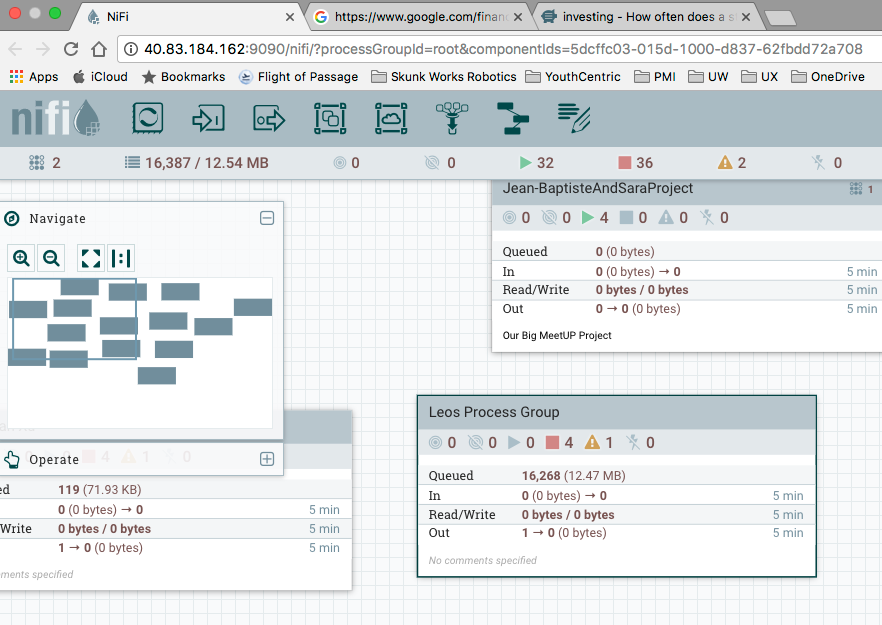 NiFi
https://www.google.com/finan
investing - How often does a s
40.83.184.162:9090/nifi/?processGroupId=root&componentIds=5dcffc03-015d-1000-d837-62fbdd72a708
Apps iCloud Bookmarks Flight of Passage Skunk Works Robotics YouthCentric PMI UW UX OneDrive
nifi
2 16,387 / 12.54 MB 0 0 32 36 2 0
Jean-BaptisteAndSaraProject 1
0 0 4 0 0 0
Queued 0 (0 bytes)
In 0 (0 bytes) → 0 5 min
Read/Write 0 bytes / 0 bytes 5 min
Out 0 → 0 (0 bytes) 5 min
Our Big MeetUP Project
Navigate
Operate
4 1 0
ed 119 (71.93 KB)
0 (0 bytes) → 0 5 min
Write 0 bytes / 0 bytes 5 min
1 → 0 (0 bytes) 5 min
mments specified
Leos Process Group
0 0 0 4 1 0
Queued 16,268 (12.47 MB)
In 0 (0 bytes) → 0 5 min
Read/Write 0 bytes / 0 bytes 5 min
Out 1 → 0 (0 bytes) 5 min
No comments specified